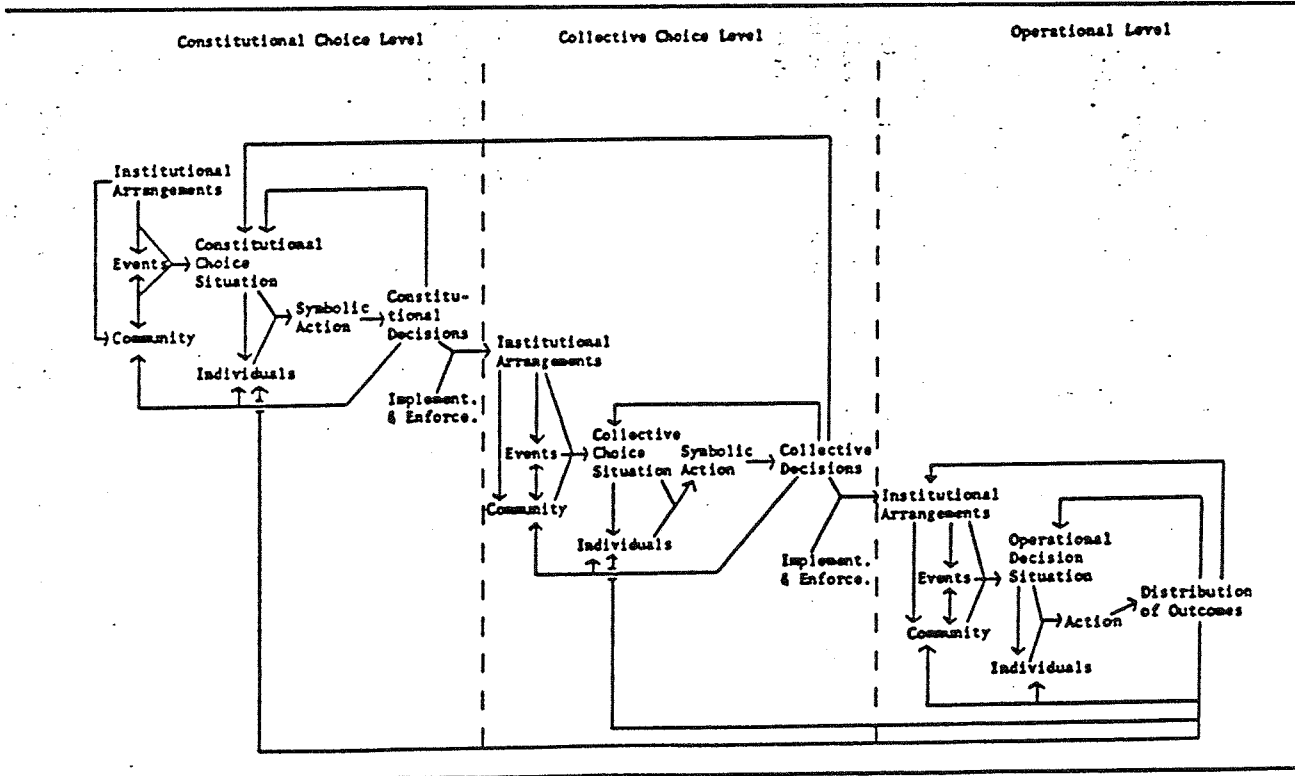 Constitutional Choice Level
Collective Choice Level
Operational Level
Institutional
Arrangements
Events
Community
Constitutional
Choice
Situation
Individuals
Symbolic
Action
Constitu-
tional
Decisions
Implement.
& Enforce.
Institutional
Arrangements
Events
Community
Collective
Choice
Situation
Individuals
Symbolic
Action
Collective
Decisions
Implement.
& Enforce.
Institutional
Arrangements
Events
Community
Operational
Decision
Situation
Individuals
Action
Distribution
of Outcomes